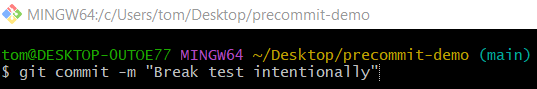 MINGW64:/c/Users/tom/Desktop/precommit-demo
tom@DESKTOP-OUTOE77 MINGW64 ~/Desktop/precommit-demo (main)
$ git commit -m "Break test intentionally"